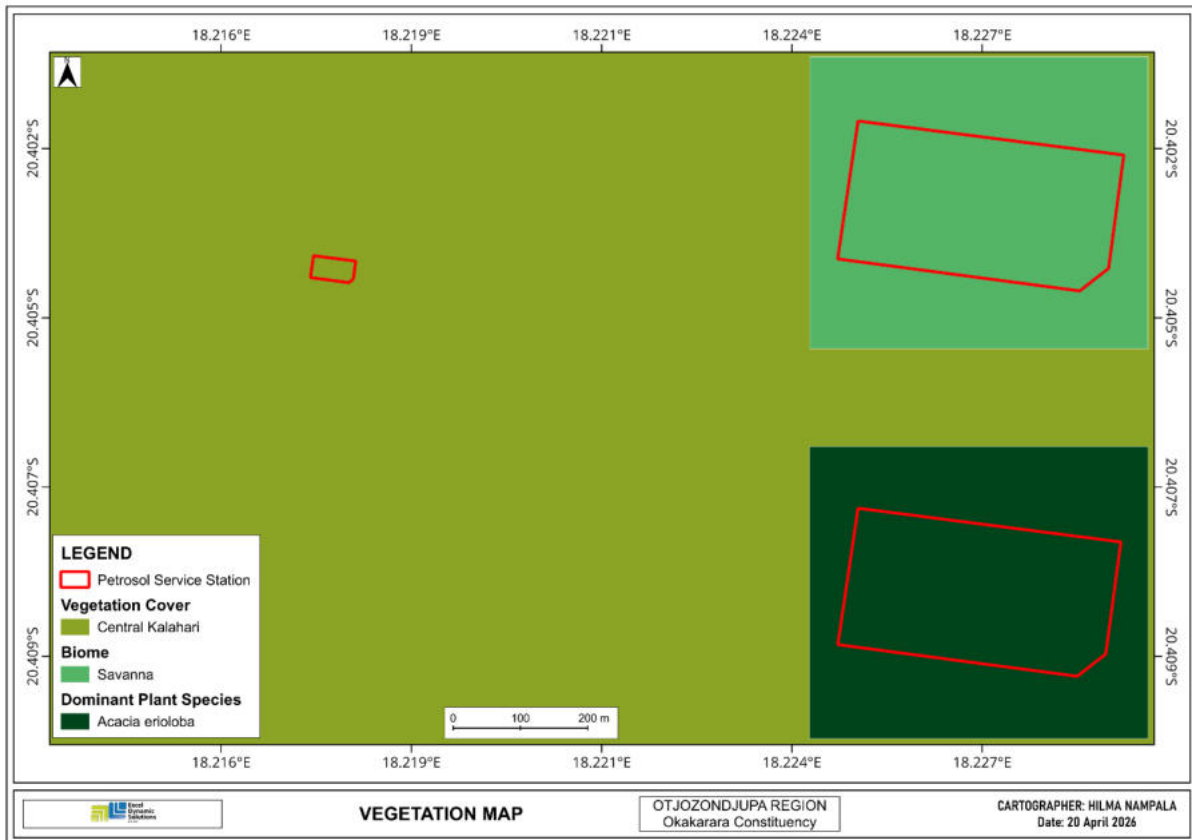 18.216°E 18.219°E 18.221°E 18.224°E 18.227°E
N
20.402°S 20.402°S
20.405°S 20.405°S
20.407°S 20.407°S
20.409°S 20.409°S
LEGEND
Petrosol Service Station
Vegetation Cover
Central Kalahari
Biome
Savanna
Dominant Plant Species
Acacia erioloba
0 100 200 m
18.216°E 18.219°E 18.221°E 18.224°E 18.227°E
Excel
Dynamic
Solutions
VEGETATION MAP
OTJOZONDJUPA REGION
Okakarara Constituency
CARTOGRAPHER: HILMA NAMPALA
Date: 20 April 2026